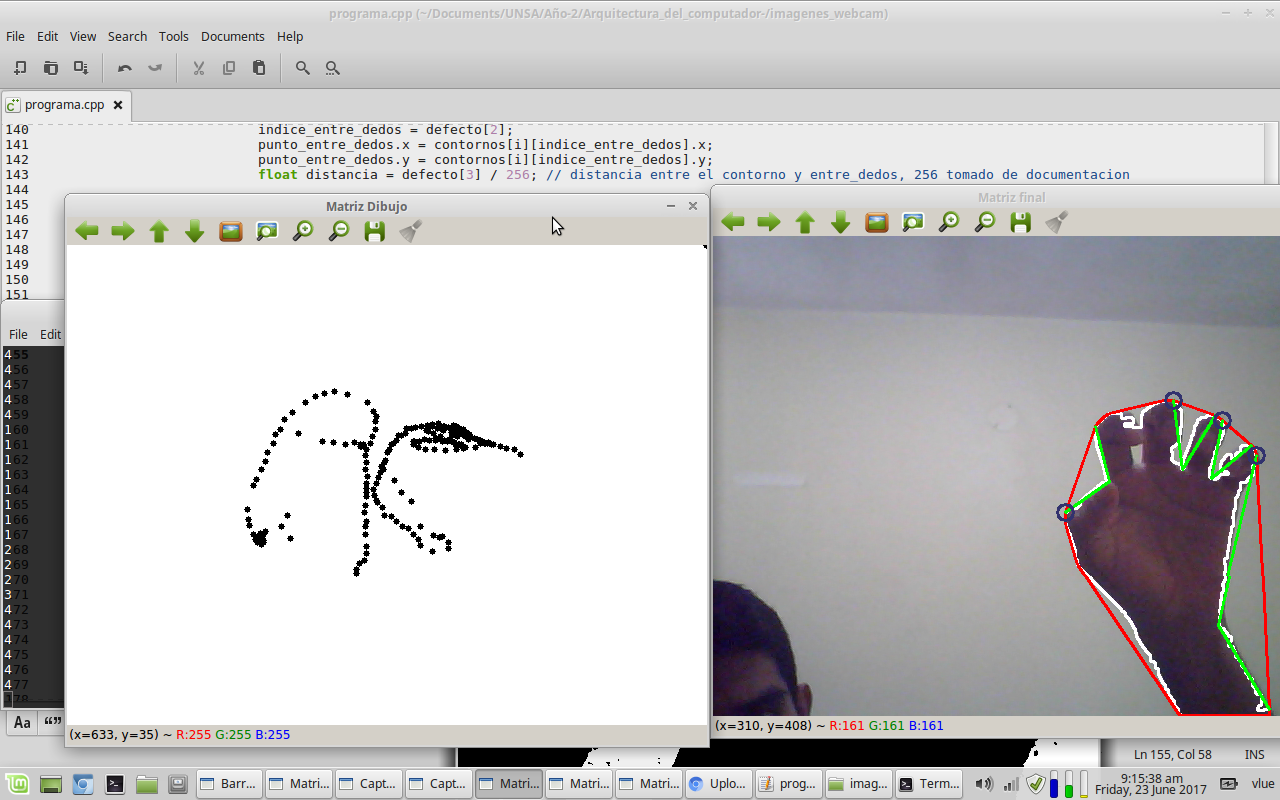 programa.cpp (~/Documents/UNSA/Año-2/Arquitectura_del_computador-/imagenes_webcam)
File Edit View Search Tools Documents Help
programa.cpp
140 indice_entre_dedos = defecto[2];
141 punto_entre_dedos.x = contornos[i][indice_entre_dedos].x;
142 punto_entre_dedos.y = contornos[i][indice_entre_dedos].y;
143 float distancia = defecto[3] / 256; // distancia entre el contorno y entre_dedos, 256 tomado de documentacion
144
145
146
147
148
149
150
151
Matriz Dibujo
Matriz final
File Edit
455
456
457
458
459
160
161
162
163
164
165
166
167
268
269
270
371
472
473
474
475
476
477
(x=633, y=35) ~ R:255 G:255 B:255
(x=310, y=408) ~ R:161 G:161 B:161
Aa
Ln 155, Col 58 INS
Barr... Matri... Capt... Capt... Matri... Matri... Matri... Uplo... prog... imag... Term...
9:15:38 am
Friday, 23 June 2017
vlue